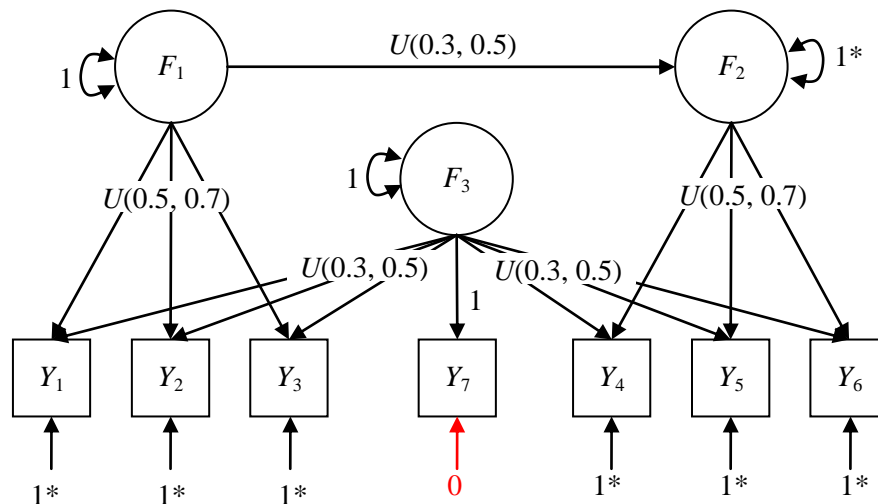 U(0.3, 0.5)
1 F₁ F₂ 1*
1 F₃
U(0.5, 0.7) U(0.5, 0.7)
U(0.3, 0.5) U(0.3, 0.5)
1
Y₁ Y₂ Y₃ Y₇ Y₄ Y₅ Y₆
1* 1* 1* 0 1* 1* 1*